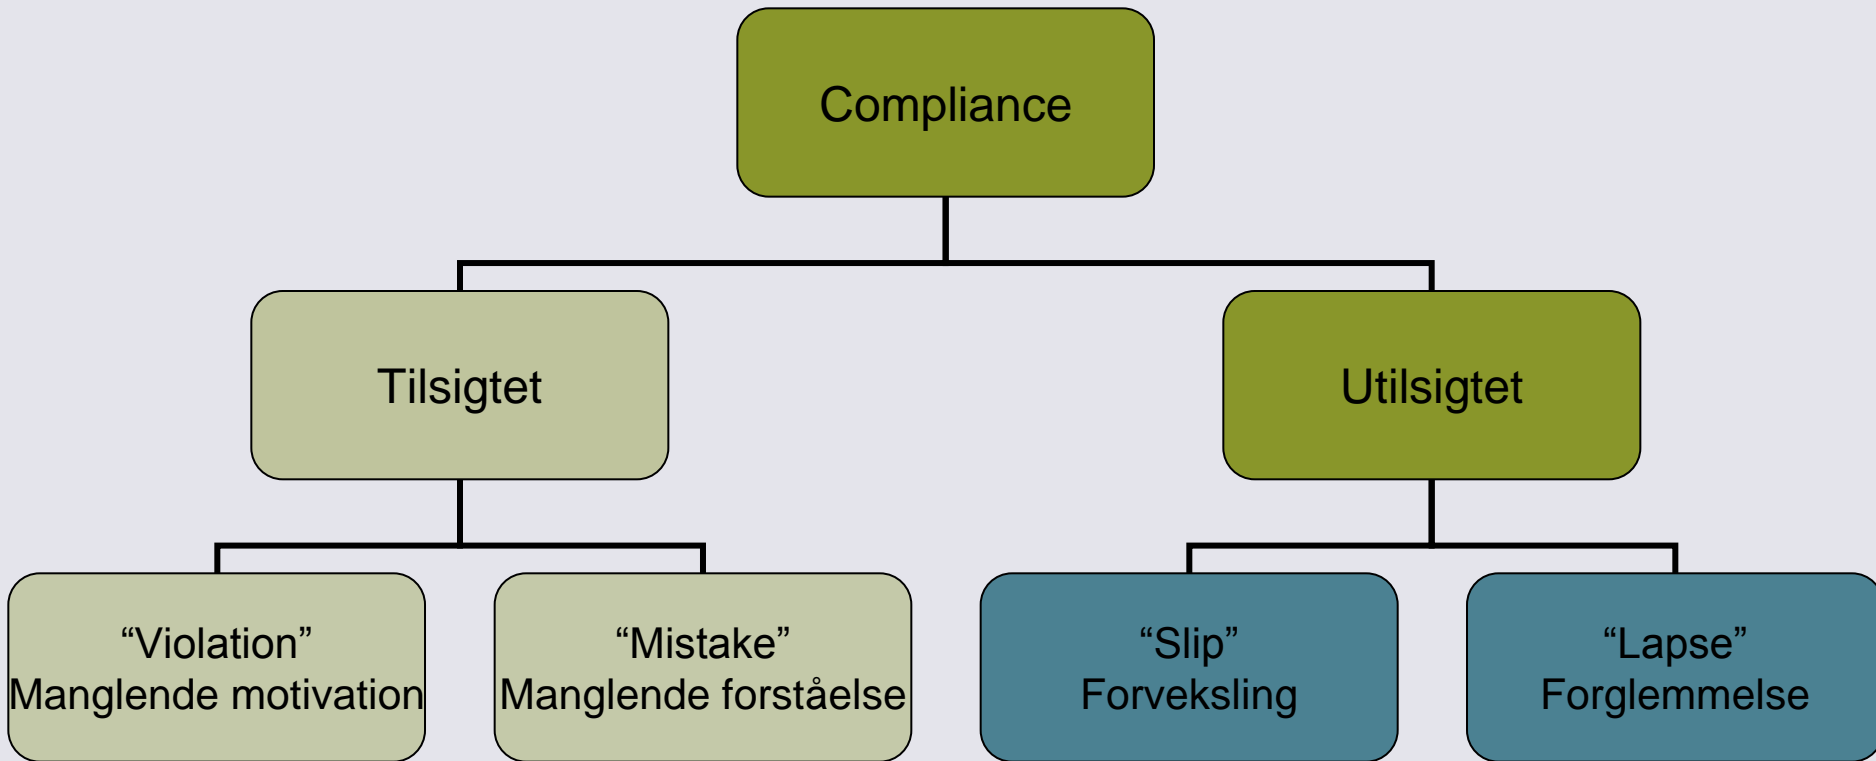 Compliance
Tilsigtet
Utilsigtet
“Violation”
Manglende motivation
“Mistake”
Manglende forståelse
“Slip”
Forveksling
“Lapse”
Forglemmelse